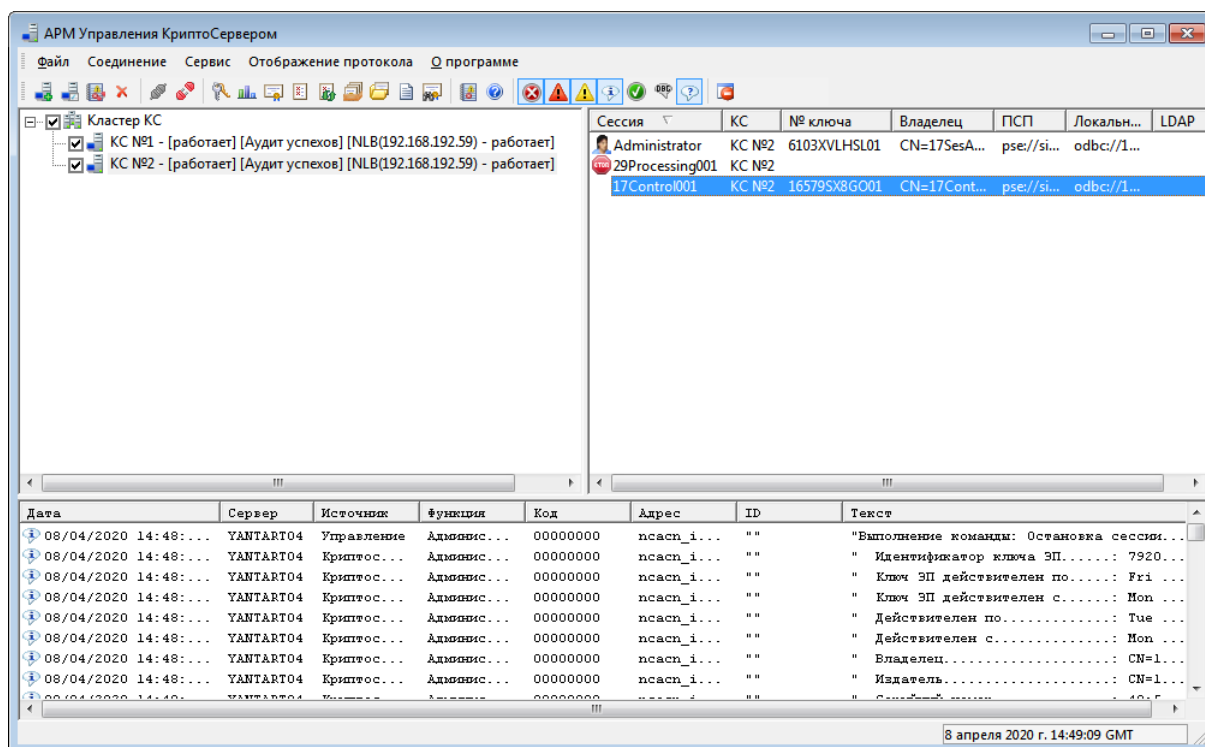 АРМ Управления КриптоСервером
Файл Соединение Сервис Отображение протокола О программе
Кластер КС
КС №1 - [работает] [Аудит успехов] [NLB(192.168.192.59) - работает]
КС №2 - [работает] [Аудит успехов] [NLB(192.168.192.59) - работает]
Сессия КС № ключа Владелец ПСП Локальн... LDAP
Administrator КС №2 6103XVLHSL01 CN=17SesA... pse://si... odbc://1...
29Processing001 КС №2
17Control001 КС №2 16579SX8GO01 CN=17Cont... pse://si... odbc://1...
Дата Сервер Источник Функция Код Адрес ID Текст
08/04/2020 14:48:... YANTART04 Управление Админис... 00000000 ncacn_i... "" "Выполнение команды: Остановка сессии...
08/04/2020 14:48:... YANTART04 Криптос... Админис... 00000000 ncacn_i... "" " Идентификатор ключа ЭП......: 7920...
08/04/2020 14:48:... YANTART04 Криптос... Админис... 00000000 ncacn_i... "" " Ключ ЭП действителен по.....: Fri ...
08/04/2020 14:48:... YANTART04 Криптос... Админис... 00000000 ncacn_i... "" " Ключ ЭП действителен с......: Mon ...
08/04/2020 14:48:... YANTART04 Криптос... Админис... 00000000 ncacn_i... "" " Действителен по.............: Tue ...
08/04/2020 14:48:... YANTART04 Криптос... Админис... 00000000 ncacn_i... "" " Действителен с..............: Mon ...
08/04/2020 14:48:... YANTART04 Криптос... Админис... 00000000 ncacn_i... "" " Владелец....................: CN=1...
08/04/2020 14:48:... YANTART04 Криптос... Админис... 00000000 ncacn_i... "" " Издатель....................: CN=1...
8 апреля 2020 г. 14:49:09 GMT